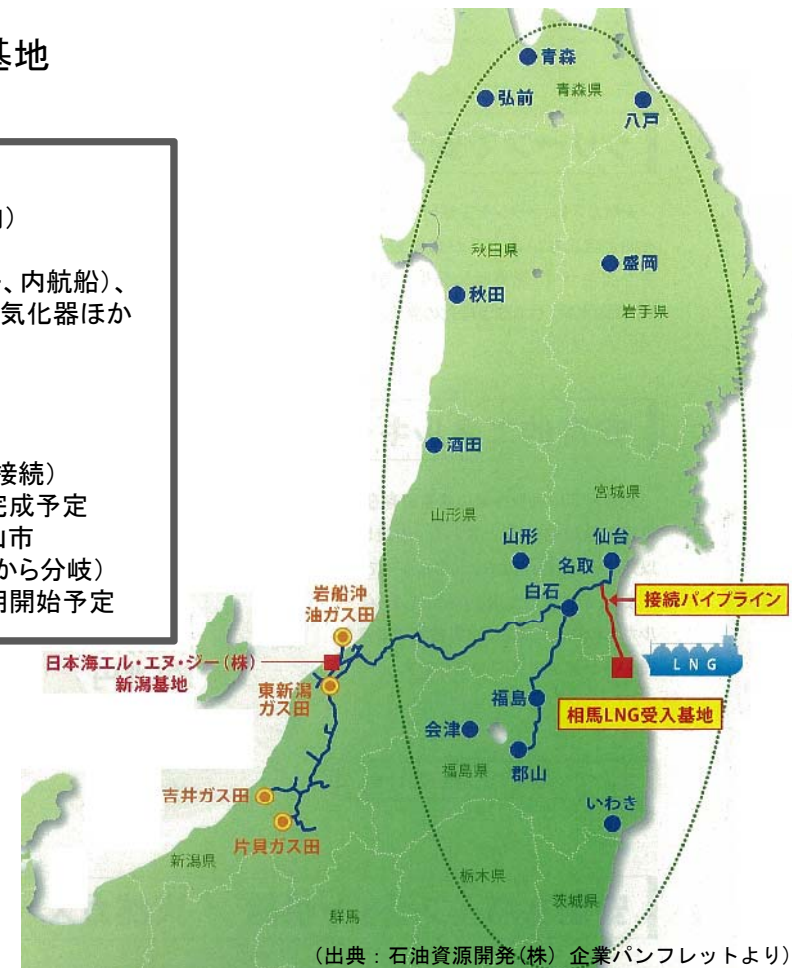 基地
）
、内航船）、
気化器ほか
接続）
完成予定
山市
から分岐）
開始予定
青森
弘前
青森県
八戸
秋田県
盛岡
秋田
岩手県
酒田
宮城県
山形県
山形
仙台
名取
白石
接続パイプライン
岩船沖
油ガス田
日本海エル・エヌ・ジー(株)
新潟基地
東新潟
ガス田
LNG
相馬LNG受入基地
福島
会津
福島県
郡山
吉井ガス田
いわき
片貝ガス田
新潟県
栃木県
茨城県
群馬
（出典：石油資源開発(株) 企業パンフレットより）